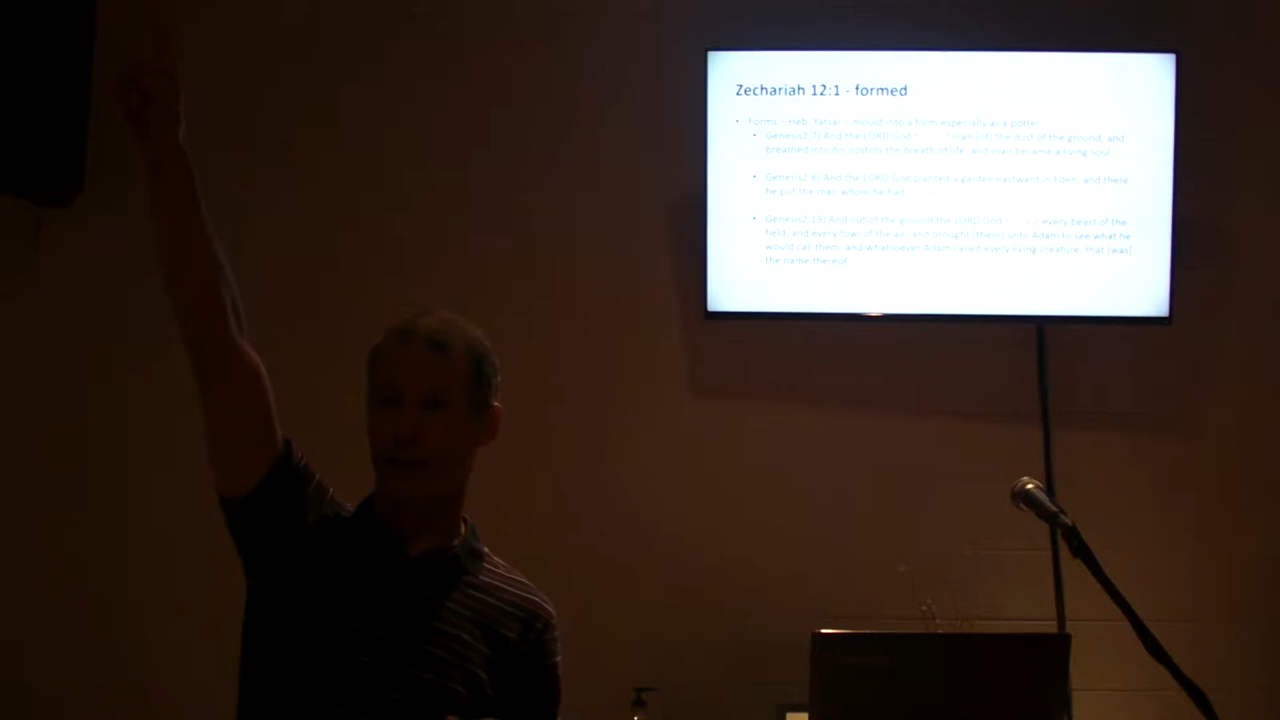 Zechariah 12:1 - formed
• Forms – Heb. Yatsar – mould into a form especially as a potter
• Genesis2:7) And the LORD God man [of] the dust of the ground, and
breathed into his nostrils the breath of life; and man became a living soul.
• Genesis2:8) And the LORD God planted a garden eastward in Eden; and there
he put the man whom he had
• Genesis2:19) And out of the ground the LORD God every beast of the
field, and every fowl of the air; and brought [them] unto Adam to see what he
would call them: and whatsoever Adam called every living creature, that [was]
the name thereof.